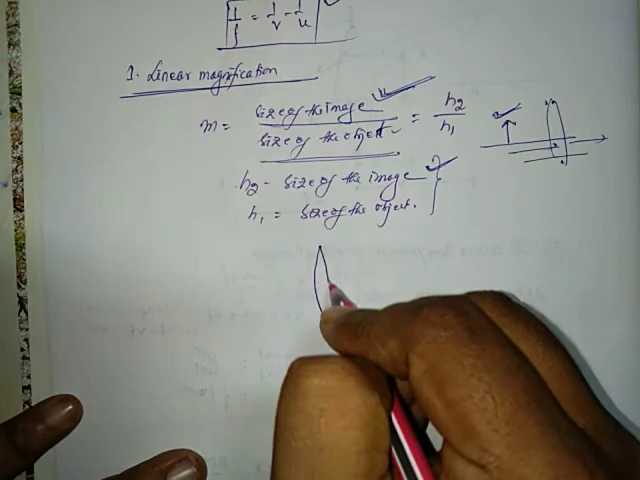 1/f = 1/v - 1/u
1. Linear magnification
m = size of the image / size of the object = h2/h1
h2 - size of the image
h1 = size of the object.